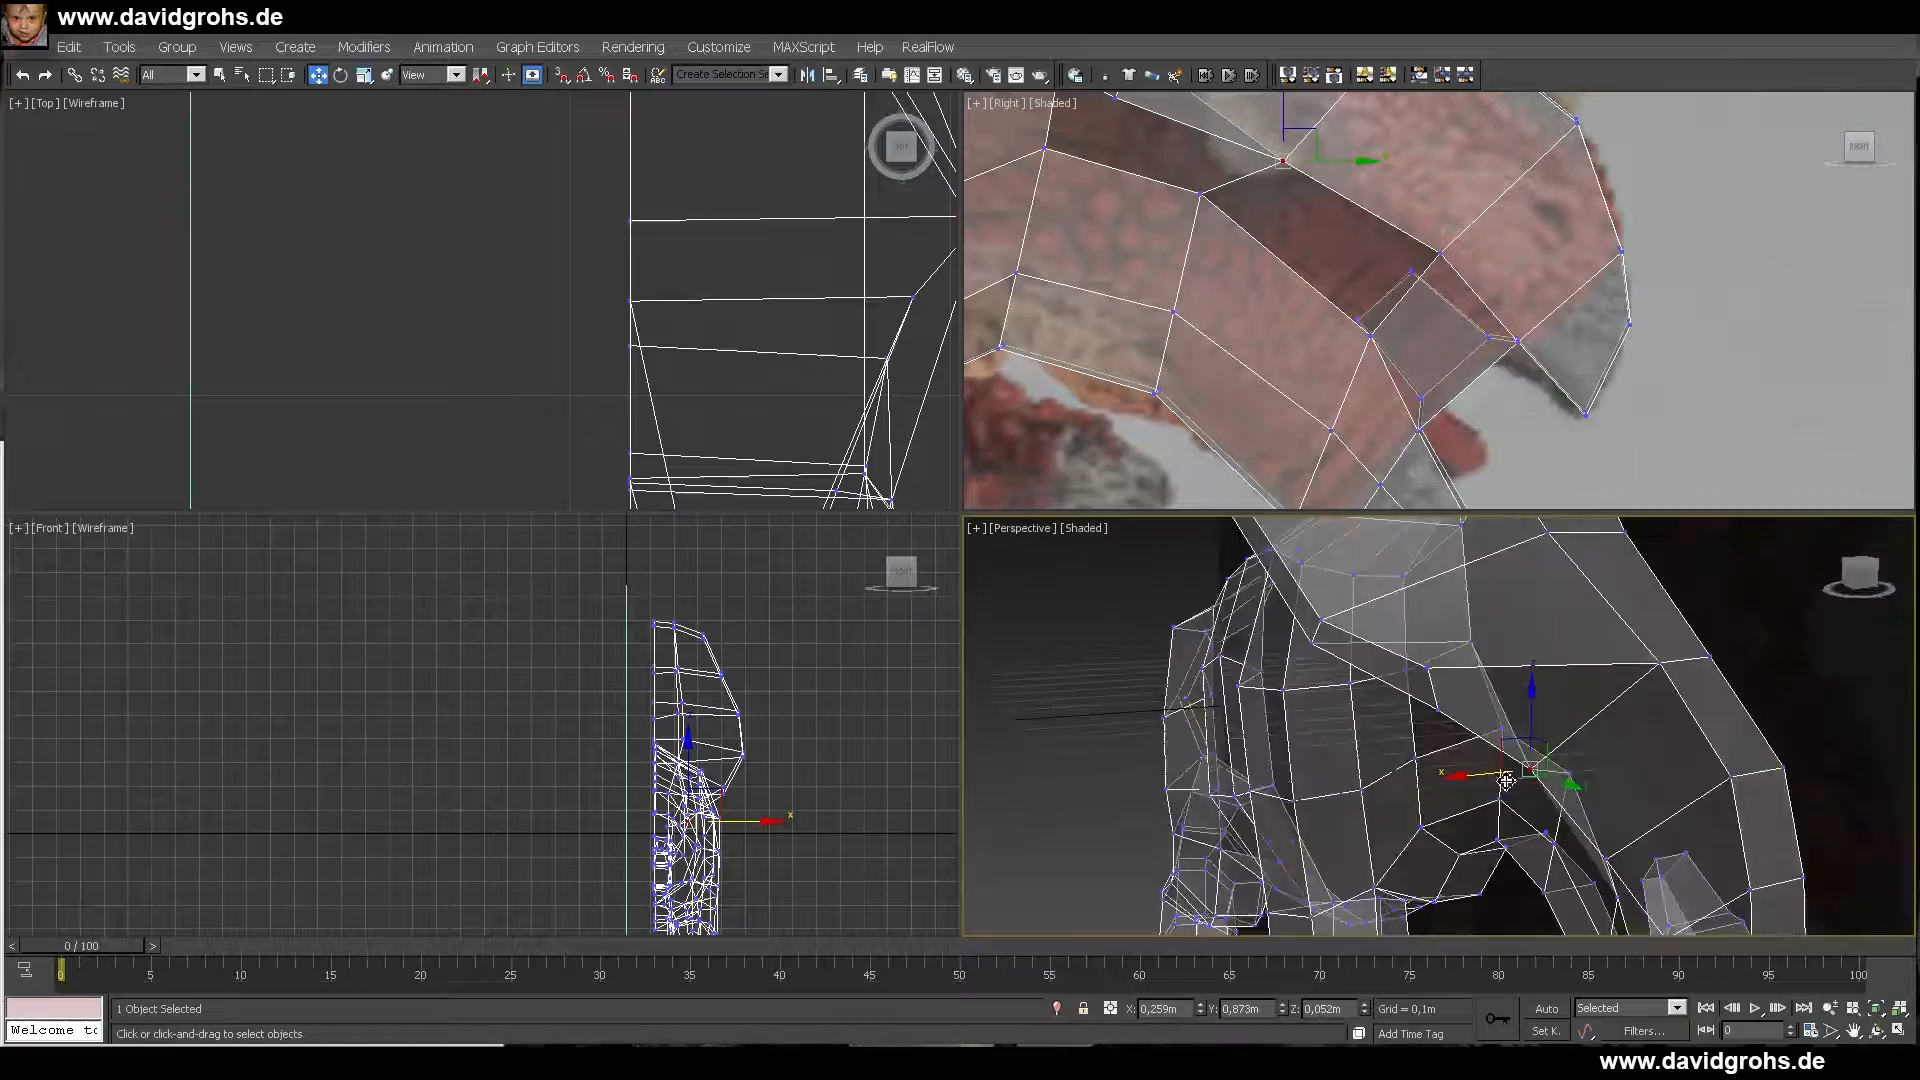 www.davidgrohs.de
Edit Tools Group Views Create Modifiers Animation Graph Editors Rendering Customize MAXScript Help RealFlow
All View Create Selection Se
[+][Top][Wireframe]
TOP
[+][Right][Shaded]
RIGHT
[+][Front][Wireframe]
FRONT
x
[+][Perspective][Shaded]
x
< 0 / 100 >
0 5 10 15 20 25 30 35 40 45 50 55 60 65 70 75 80 85 90 95 100
1 Object Selected X: 0,259m Y: 0,873m Z: 0,052m Grid = 0,1m Auto Selected
Welcome to Click or click-and-drag to select objects Add Time Tag Set K. Filters... 0
www.davidgrohs.de